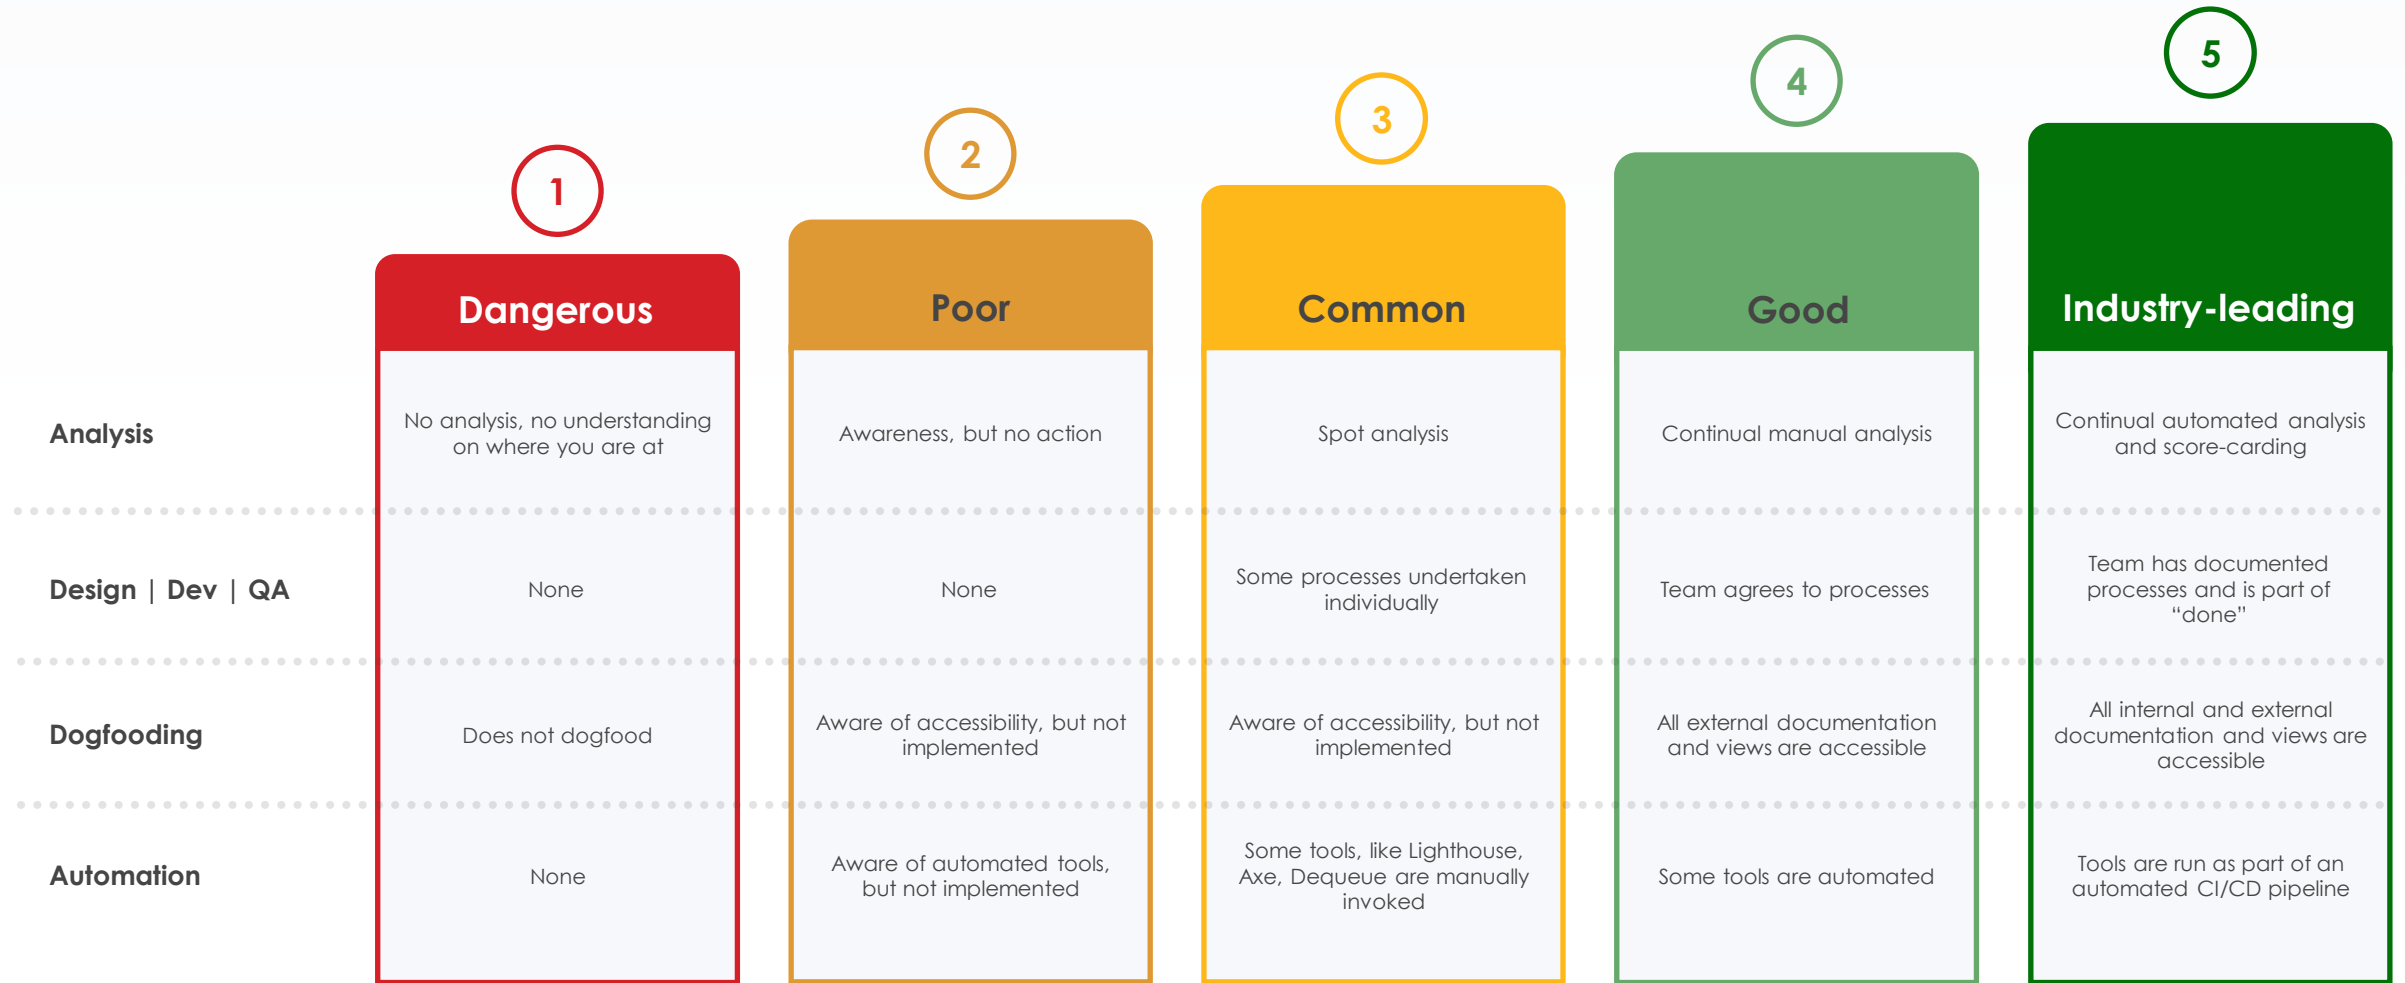 1
2
3
4
5
Dangerous
Poor
Common
Good
Industry-leading
Analysis
No analysis, no understanding
on where you are at
Awareness, but no action
Spot analysis
Continual manual analysis
Continual automated analysis
and score-carding
Design | Dev | QA
None
None
Some processes undertaken
individually
Team agrees to processes
Team has documented
processes and is part of
“done”
Dogfooding
Does not dogfood
Aware of accessibility, but not
implemented
Aware of accessibility, but not
implemented
All external documentation
and views are accessible
All internal and external
documentation and views are
accessible
Automation
None
Aware of automated tools,
but not implemented
Some tools, like Lighthouse,
Axe, Dequeue are manually
invoked
Some tools are automated
Tools are run as part of an
automated CI/CD pipeline